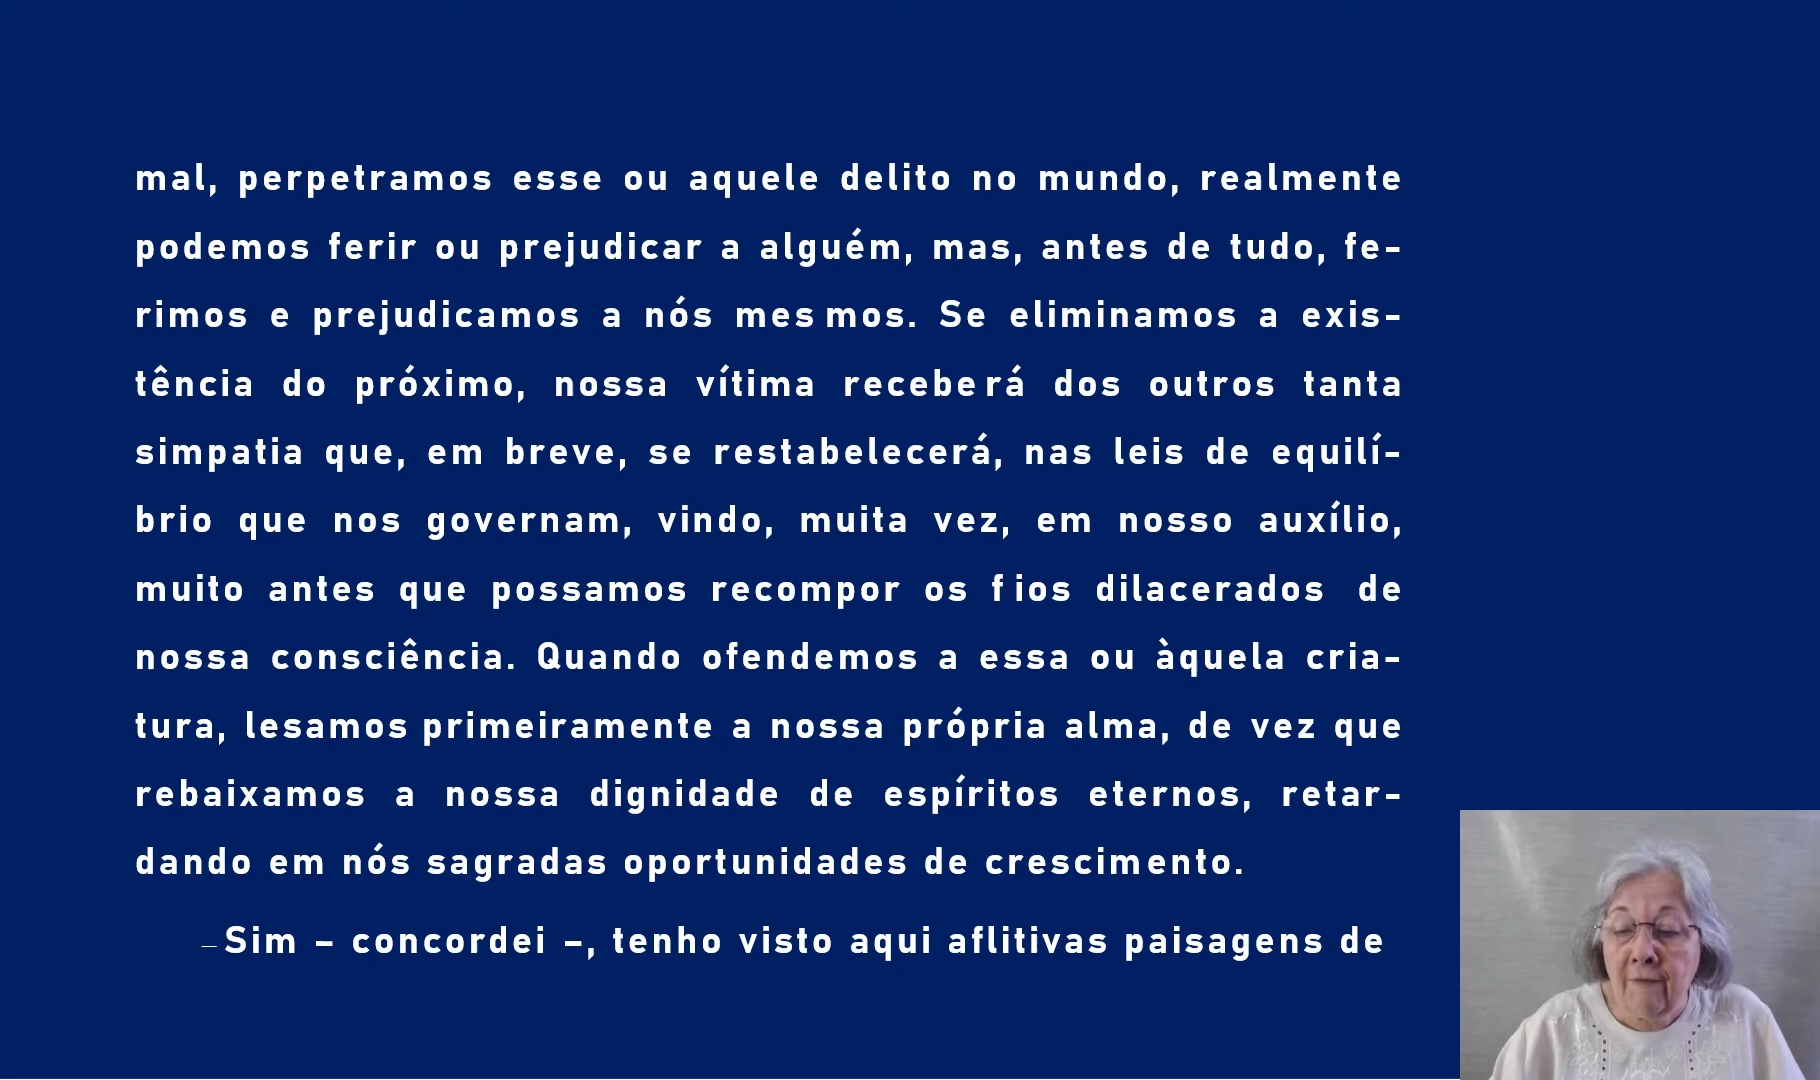 mal, perpetramos esse ou aquele delito no mundo, realmente
podemos ferir ou prejudicar a alguém, mas, antes de tudo, fe-
rimos e prejudicamos a nós mesmos. Se eliminamos a exis-
tência do próximo, nossa vítima receberá dos outros tanta
simpatia que, em breve, se restabelecerá, nas leis de equilí-
brio que nos governam, vindo, muita vez, em nosso auxílio,
muito antes que possamos recompor os fios dilacerados de
nossa consciência. Quando ofendemos a essa ou àquela cria-
tura, lesamos primeiramente a nossa própria alma, de vez que
rebaixamos a nossa dignidade de espíritos eternos, retar-
dando em nós sagradas oportunidades de crescimento.
– Sim – concordei –, tenho visto aqui aflitivas paisagens de